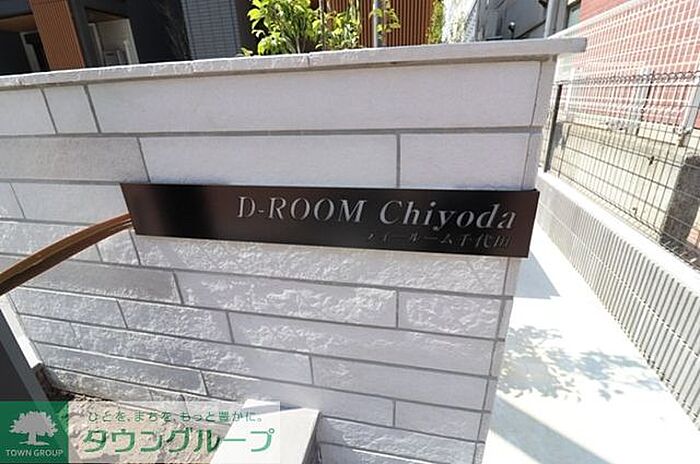 D-ROOM Chiyoda
ディールーム千代田
TOWN GROUP
ひとを、まちを、もっと豊かに。
タウングループ